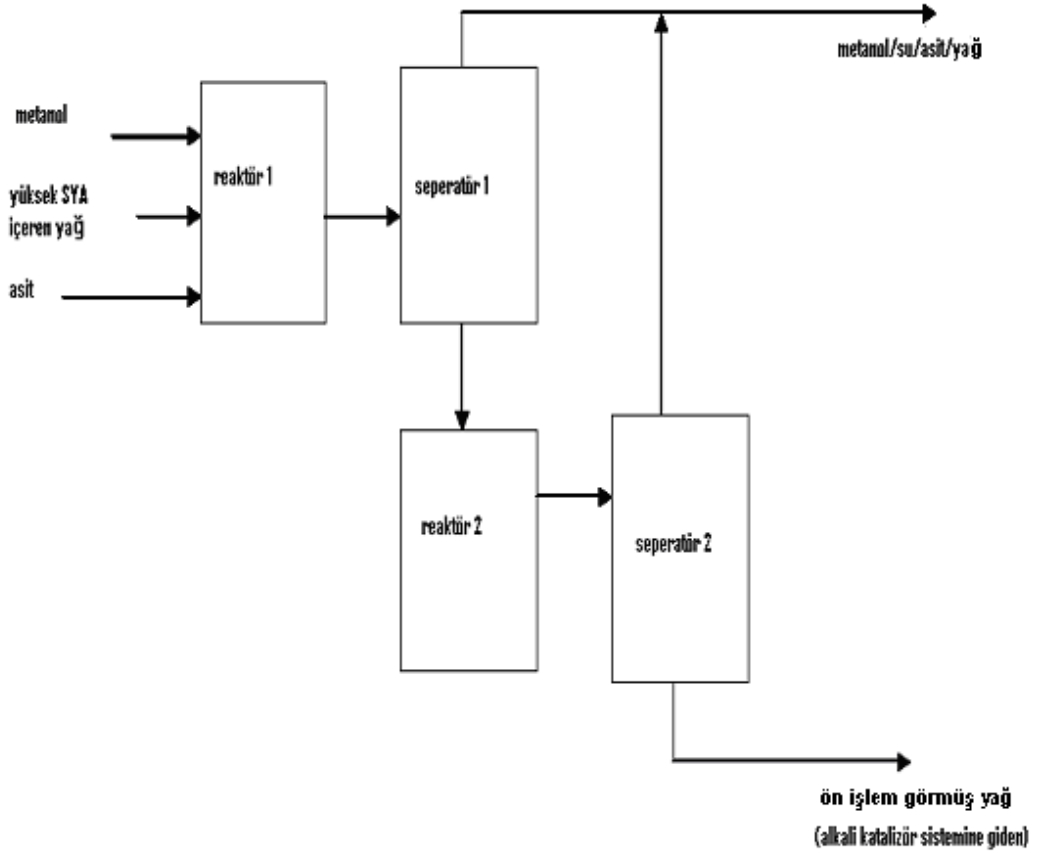 metanol/su/asit/yağ
metanol
reaktör 1
seperatör 1
yüksek SYA
içeren yağ
asit
reaktör 2
seperatör 2
ön işlem görmüş yağ
(alkali katalizör sistemine giden)